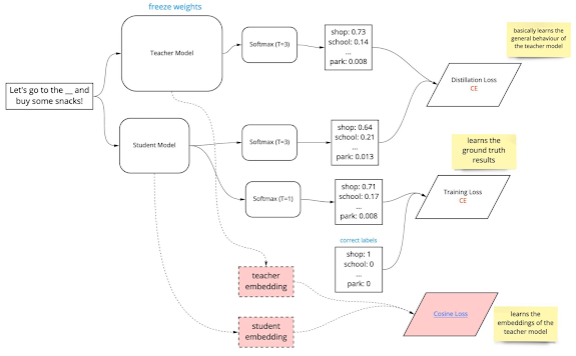 freeze weights
Teacher Model
Softmax (T=3)
shop: 0.73
school: 0.14
...
park: 0.008
basically learns the
general behaviour of
the teacher model
Distillation Loss
CE
Let's go to the __ and
buy some snacks!
Student Model
Softmax (T=3)
shop: 0.64
school: 0.21
...
park: 0.013
learns the
ground truth
results
Softmax (T=1)
shop: 0.71
school: 0.17
...
park: 0.008
Training Loss
CE
correct labels
shop: 1
school: 0
...
park: 0
teacher
embedding
student
embedding
Cosine Loss
learns the
embeddings of the
teacher model